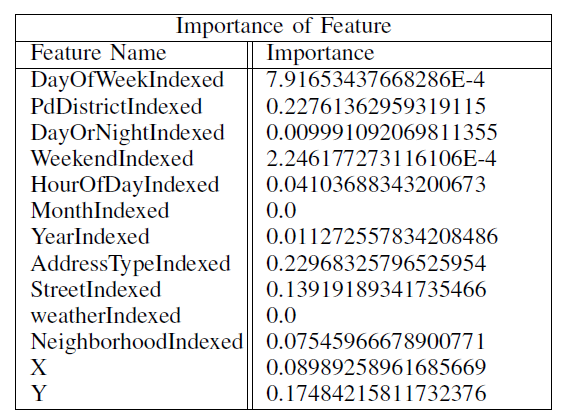 Importance of Feature
Feature Name Importance
DayOfWeekIndexed 7.91653437668286E-4
PdDistrictIndexed 0.22761362959319115
DayOrNightIndexed 0.009991092069811355
WeekendIndexed 2.246177273116106E-4
HourOfDayIndexed 0.04103688343200673
MonthIndexed 0.0
YearIndexed 0.011272557834208486
AddressTypeIndexed 0.22968325796525954
StreetIndexed 0.13919189341735466
weatherIndexed 0.0
NeighborhoodIndexed 0.07545966678900771
X 0.08989258961685669
Y 0.17484215811732376